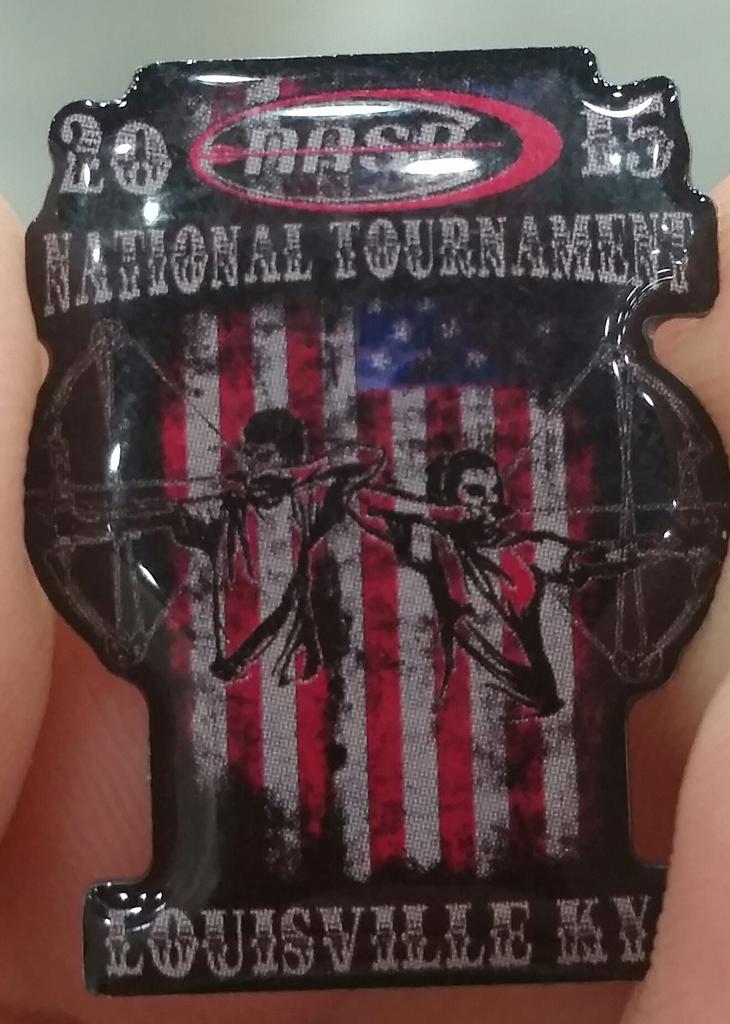 20 NASP 15
NATIONAL TOURNAMENT
LOUISVILLE KY